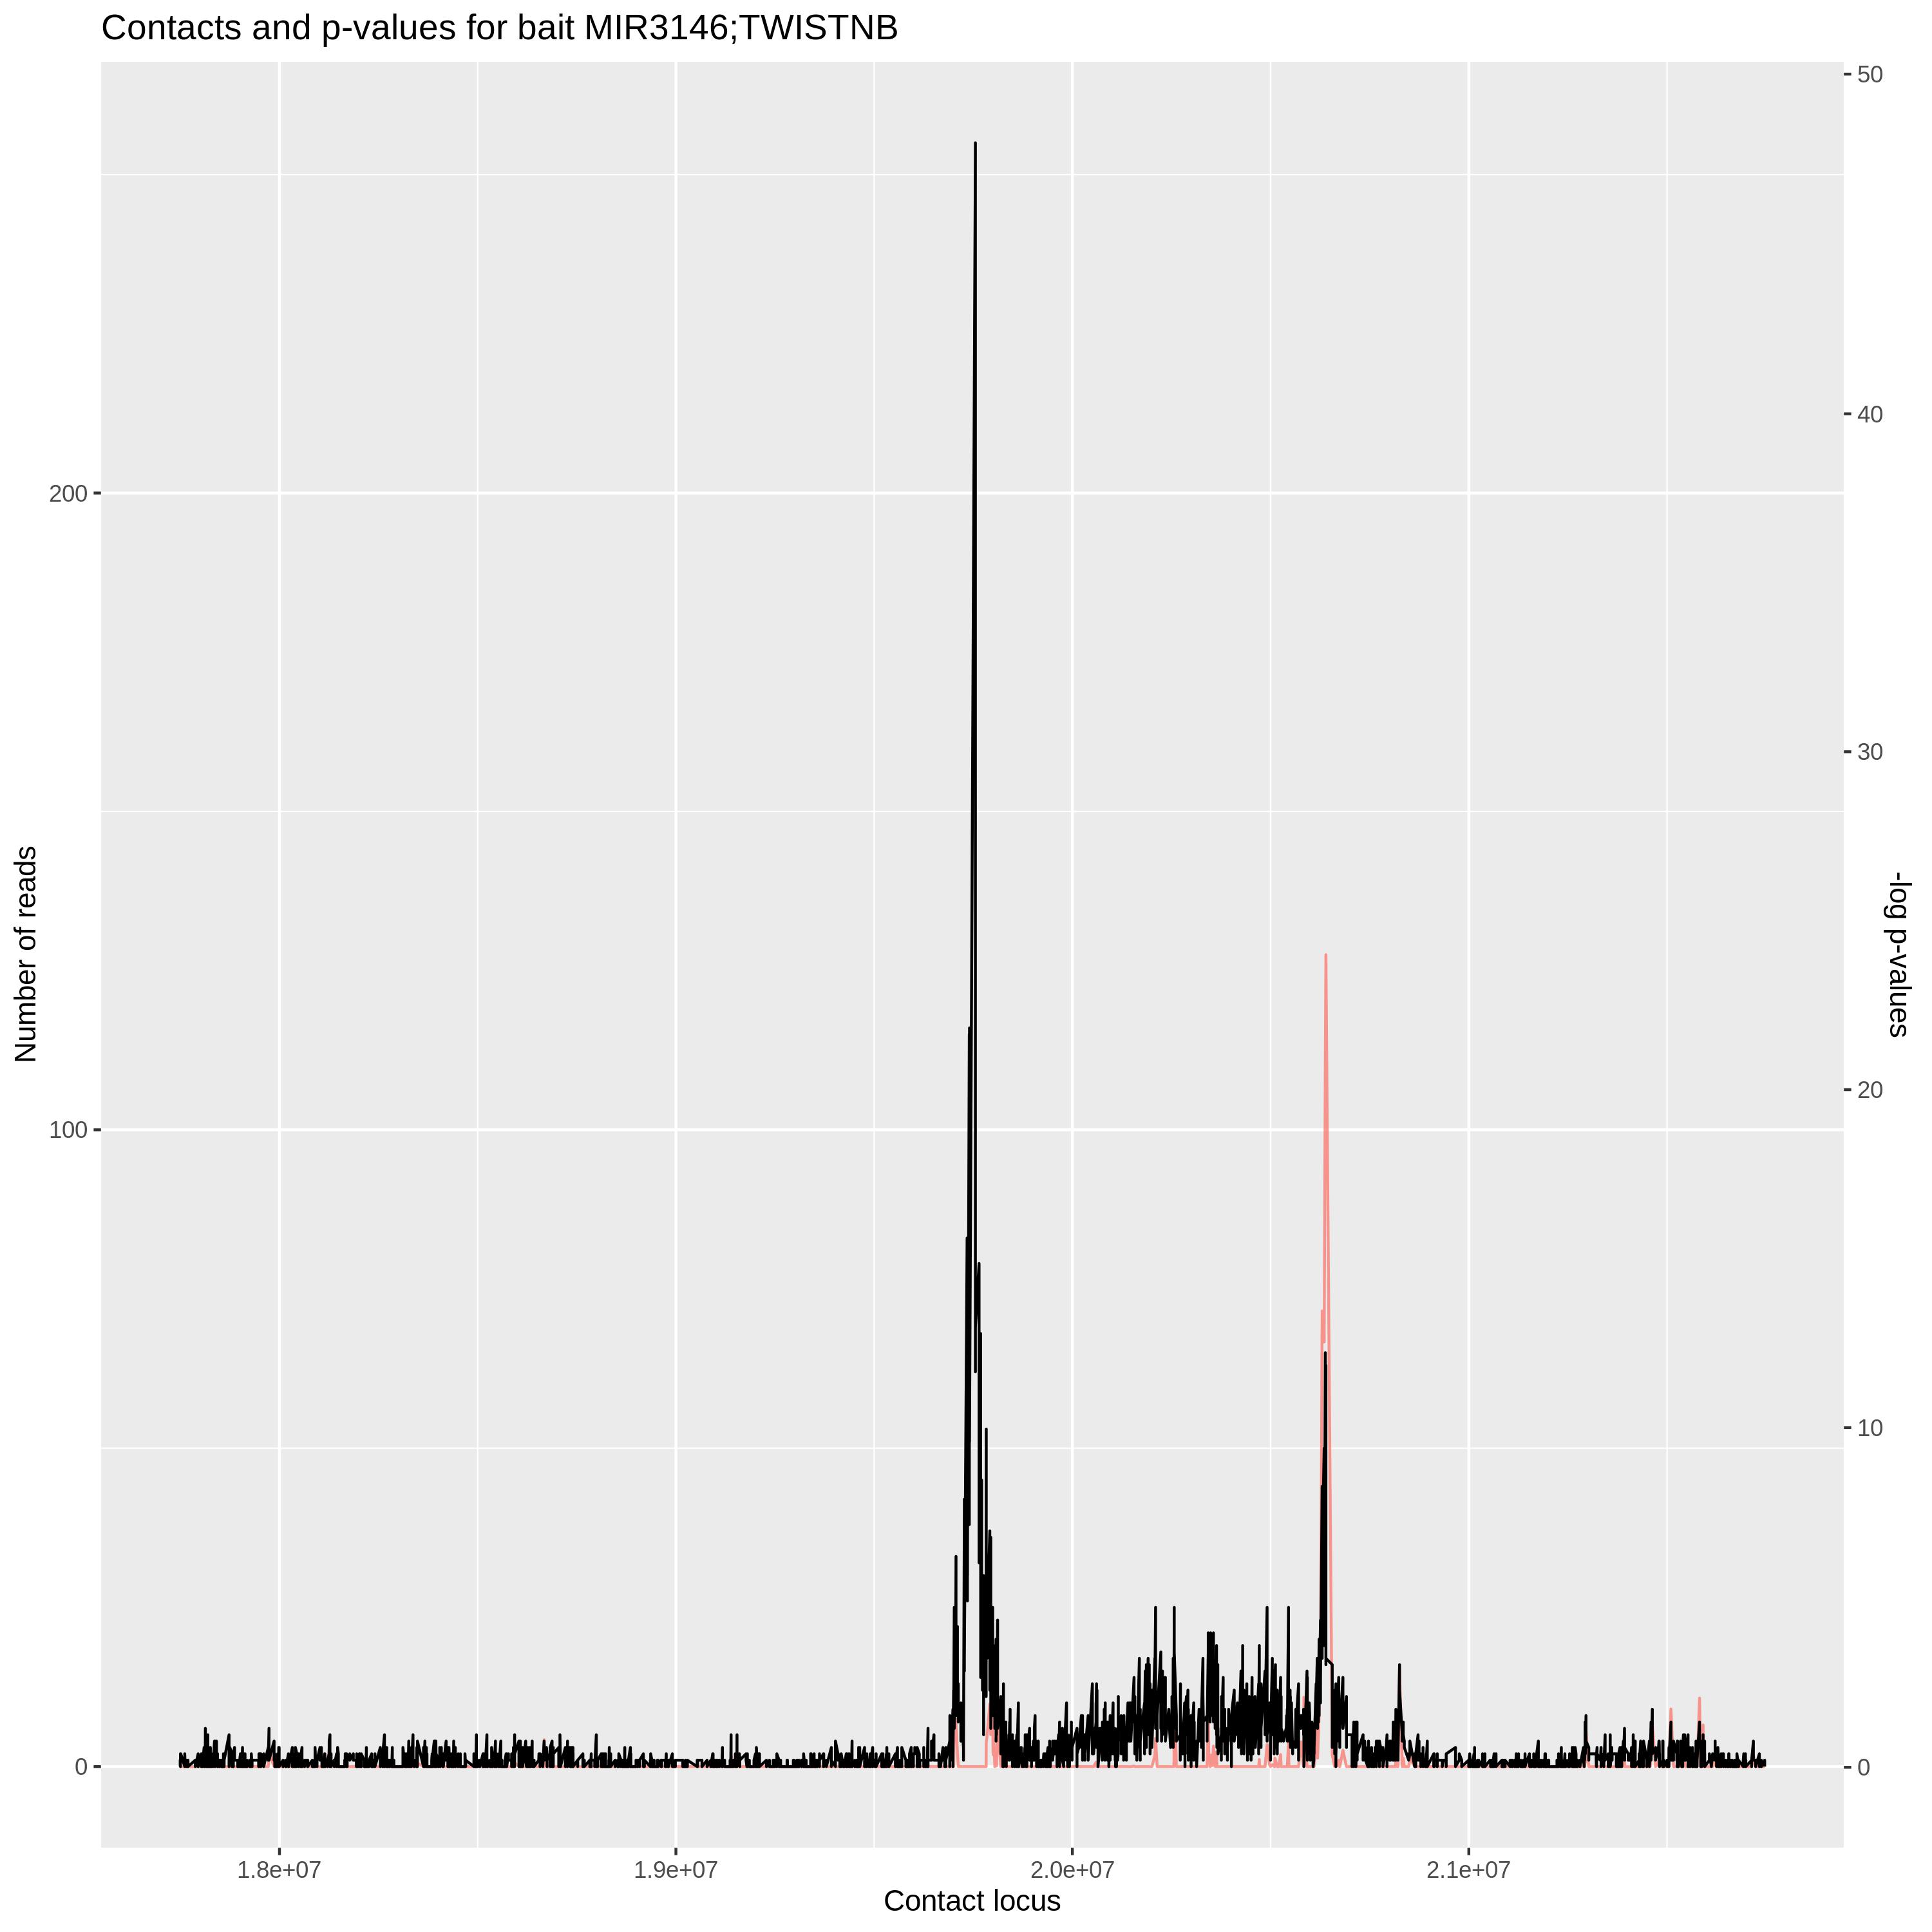 Contacts and p-values for bait MIR3146;TWISTNB
Number of reads
200
100
0
50
40
30
20
10
0
-log p-values
1.8e+07
1.9e+07
2.0e+07
2.1e+07
Contact locus